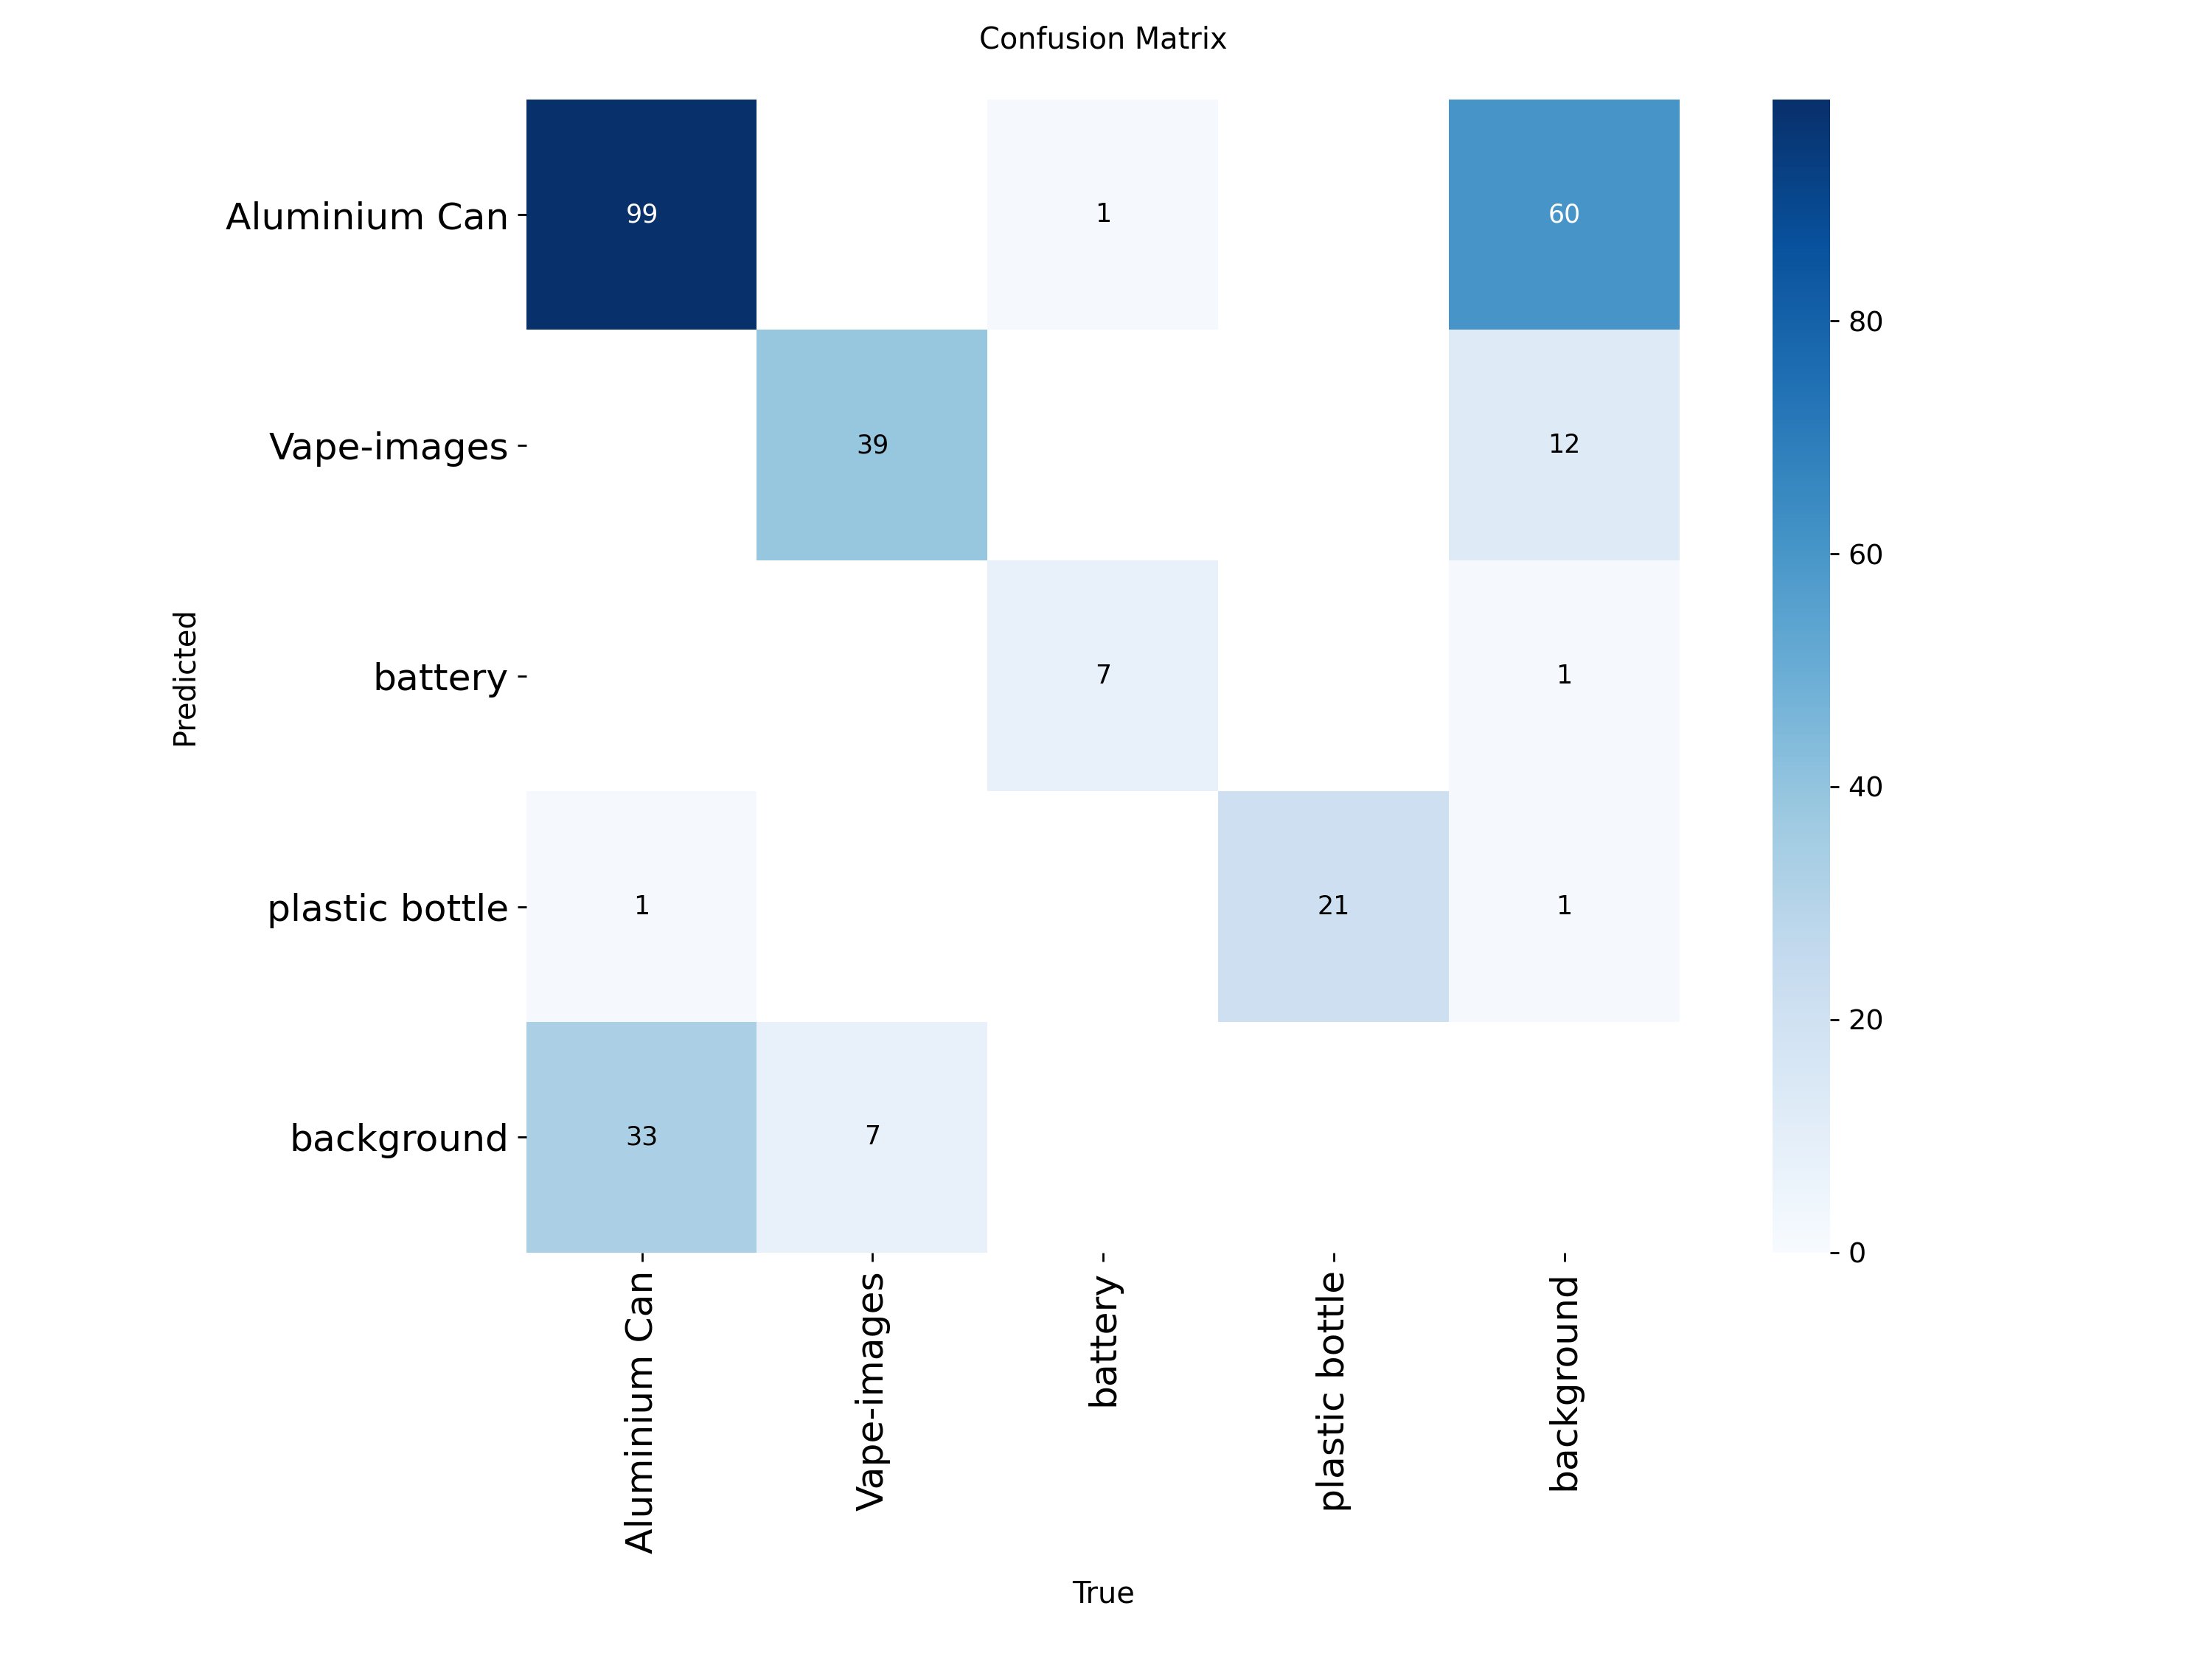 Confusion Matrix
Aluminium Can
99
1
60
80
Vape-images
39
12
60
Predicted
battery
7
1
40
plastic bottle
1
21
1
20
background
33
7
0
Aluminium Can
Vape-images
battery
plastic bottle
background
True